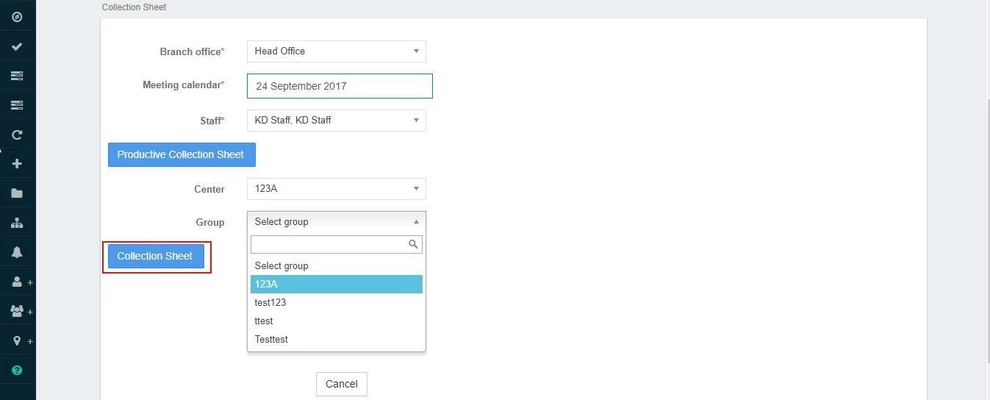 Collection Sheet
Branch office* Head Office
Meeting calendar* 24 September 2017
Staff* KD Staff, KD Staff
Productive Collection Sheet
Center 123A
Group Select group
Collection Sheet
Select group
123A
test123
ttest
Testtest
Cancel